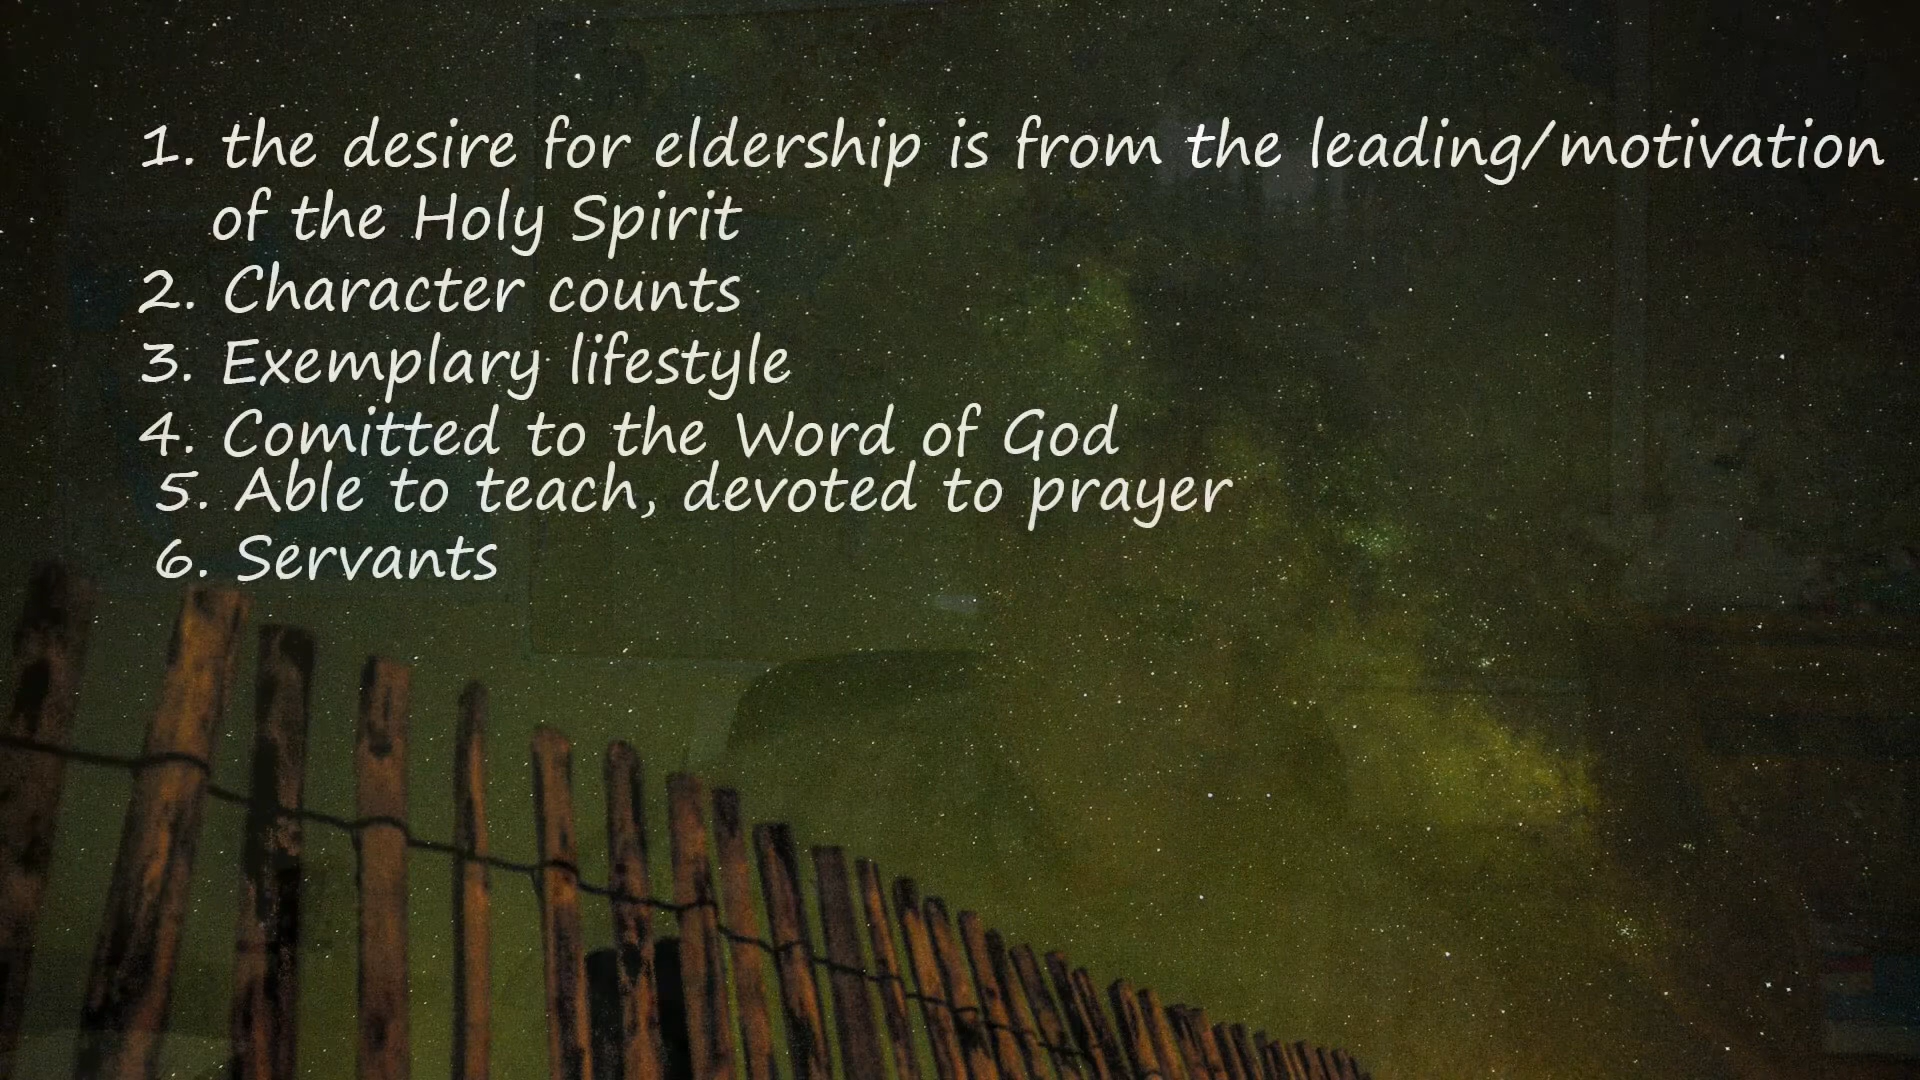 1. the desire for eldership is from the leading/motivation
of the Holy Spirit
2. Character counts
3. Exemplary lifestyle
4. Comitted to the Word of God
5. Able to teach, devoted to prayer
6. Servants